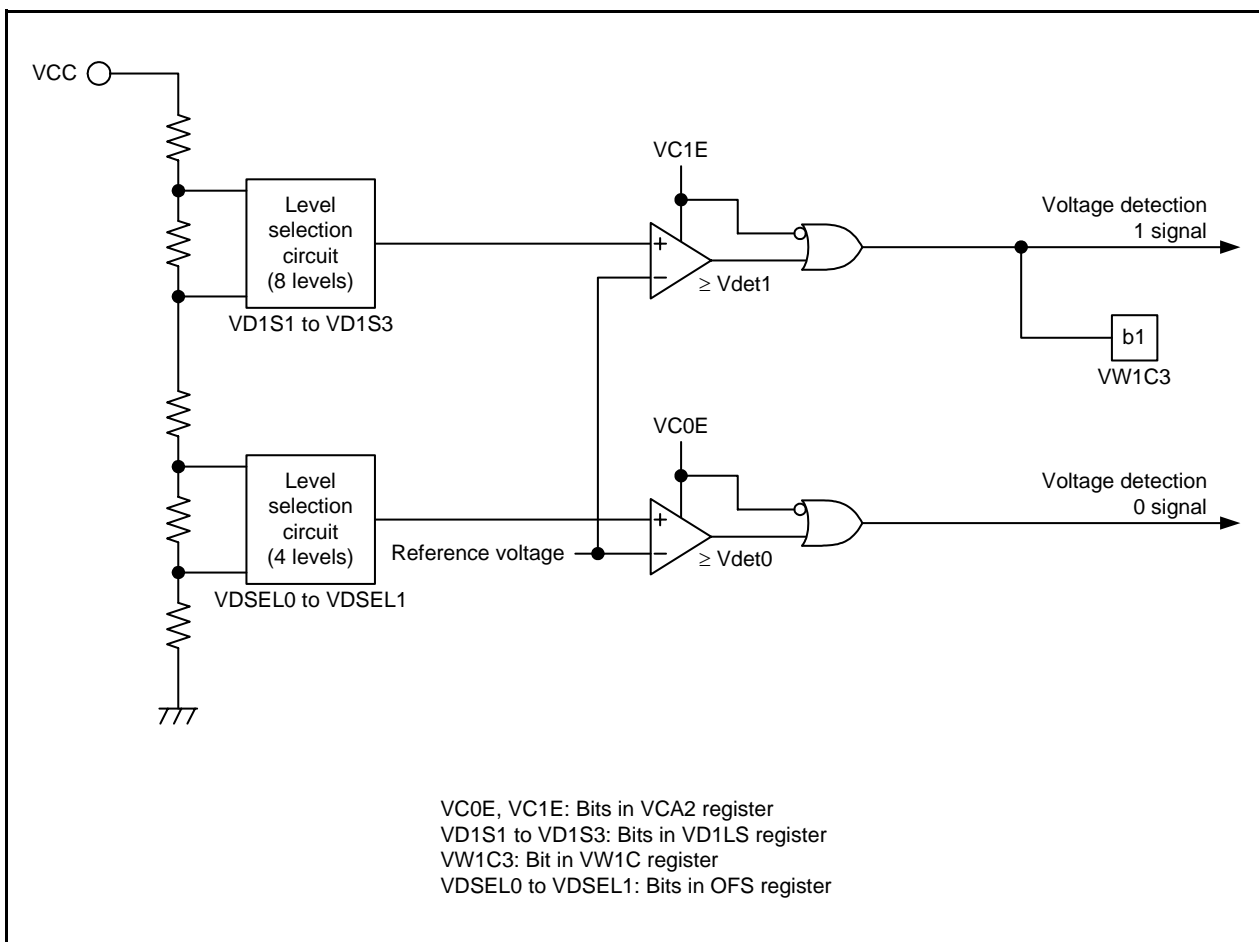 VCC
Level
selection
circuit
(8 levels)
VD1S1 to VD1S3
VC1E
+
−
≥ Vdet1
Voltage detection
1 signal
b1
VW1C3
Level
selection
circuit
(4 levels)
VDSEL0 to VDSEL1
Reference voltage
VC0E
+
−
≥ Vdet0
Voltage detection
0 signal
VC0E, VC1E: Bits in VCA2 register
VD1S1 to VD1S3: Bits in VD1LS register
VW1C3: Bit in VW1C register
VDSEL0 to VDSEL1: Bits in OFS register